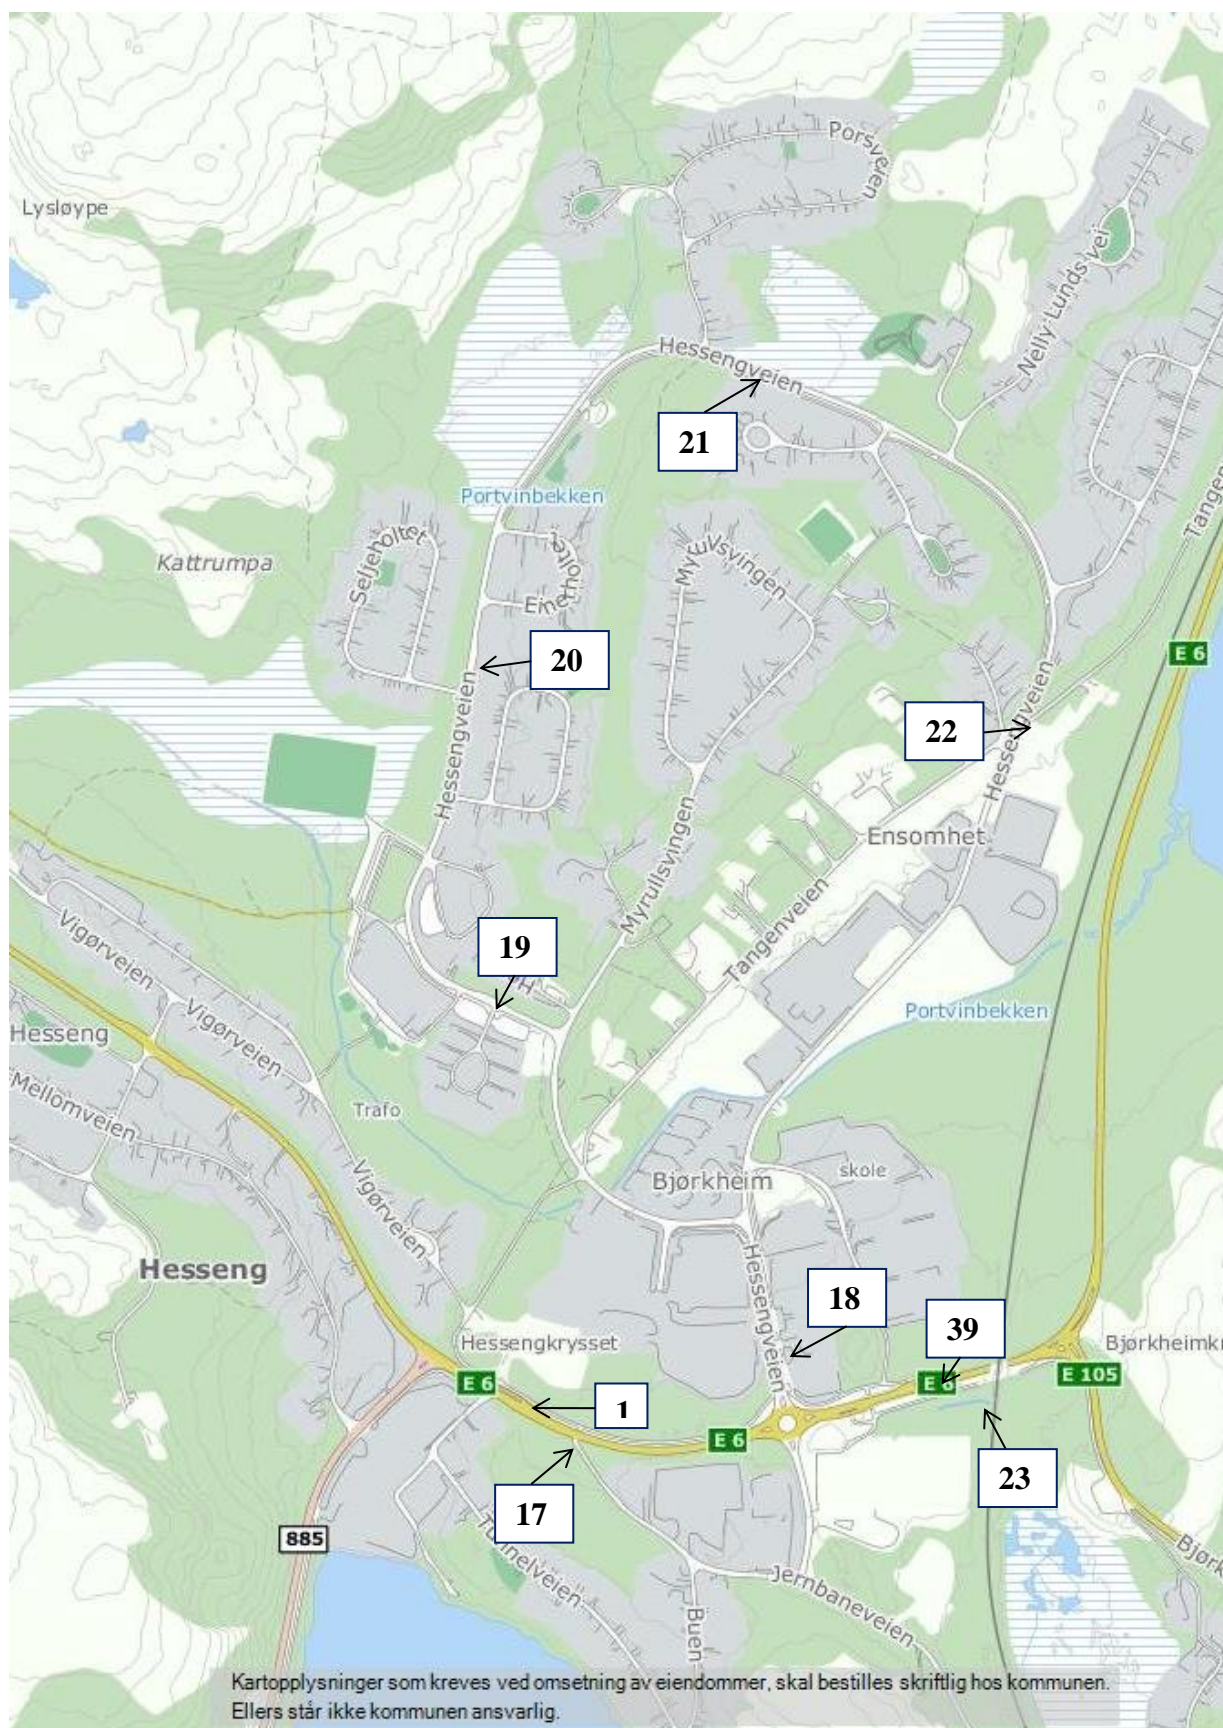 Porsveien
Lysløype
Nelly Lunds vei
Hessengveien
21
Portvinbekken
Tangen
Seljeholtet
Myrullsvingen
Kattrumpa
Einerholtet
E 6
20
Hessengveien
22
Hessengveien
Ensomhet
Myrullsvingen
Vigørveien
19
H
Tangenveien
Vigørveien
Portvinbekken
Hesseng
Mellomveien
Trafo
Vigørveien
Bjørkheim
skole
Hesseng
Hessengveien
18
39
Hessengkrysset
Bjørkheimk
E 6
E 6
E 105
1
E 6
23
17
885
Tunnelveien
Jernbaneveien
Bjørk
Buen
Kartopplysninger som kreves ved omsetning av eiendommer, skal bestilles skriftlig hos kommunen.
Ellers står ikke kommunen ansvarlig.